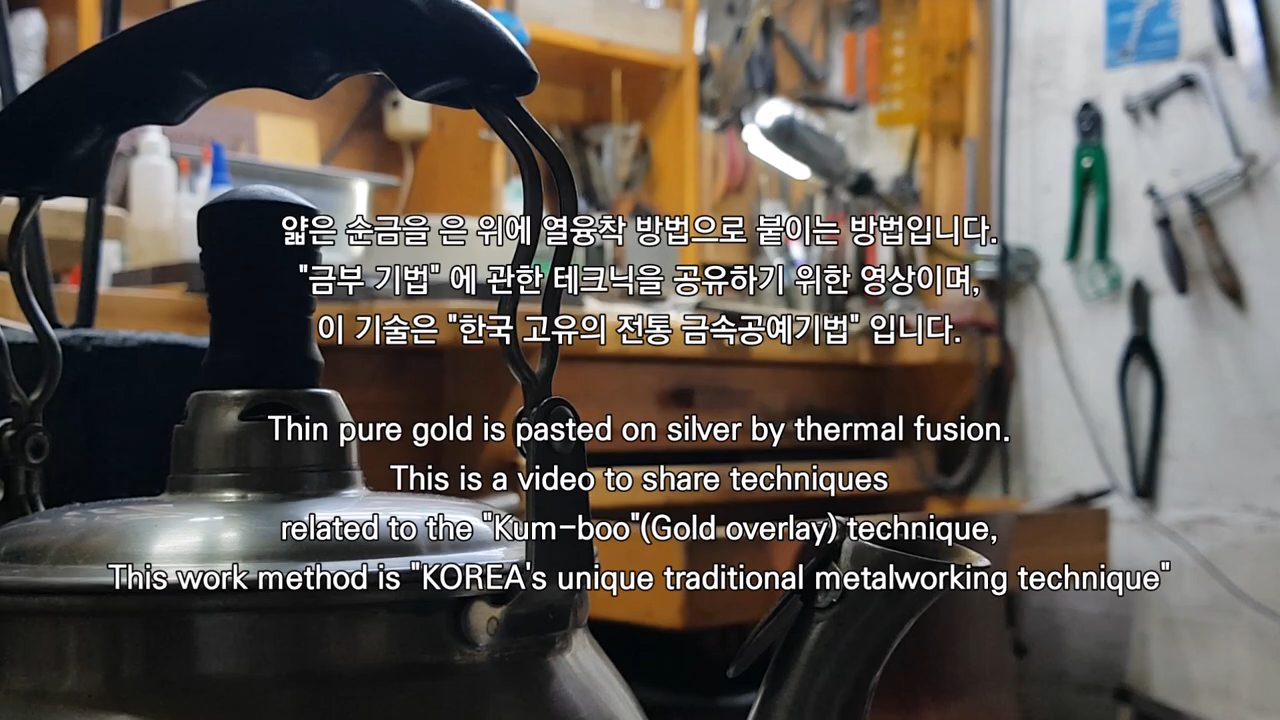 얇은 순금을 은 위에 열융착 방법으로 붙이는 방법입니다.
"금부 기법" 에 관한 테크닉을 공유하기 위한 영상이며,
이 기술은 "한국 고유의 전통 금속공예기법" 입니다.
Thin pure gold is pasted on silver by thermal fusion.
This is a video to share techniques
related to the "Kum-boo"(Gold overlay) technique,
This work method is "KOREA's unique traditional metalworking technique"